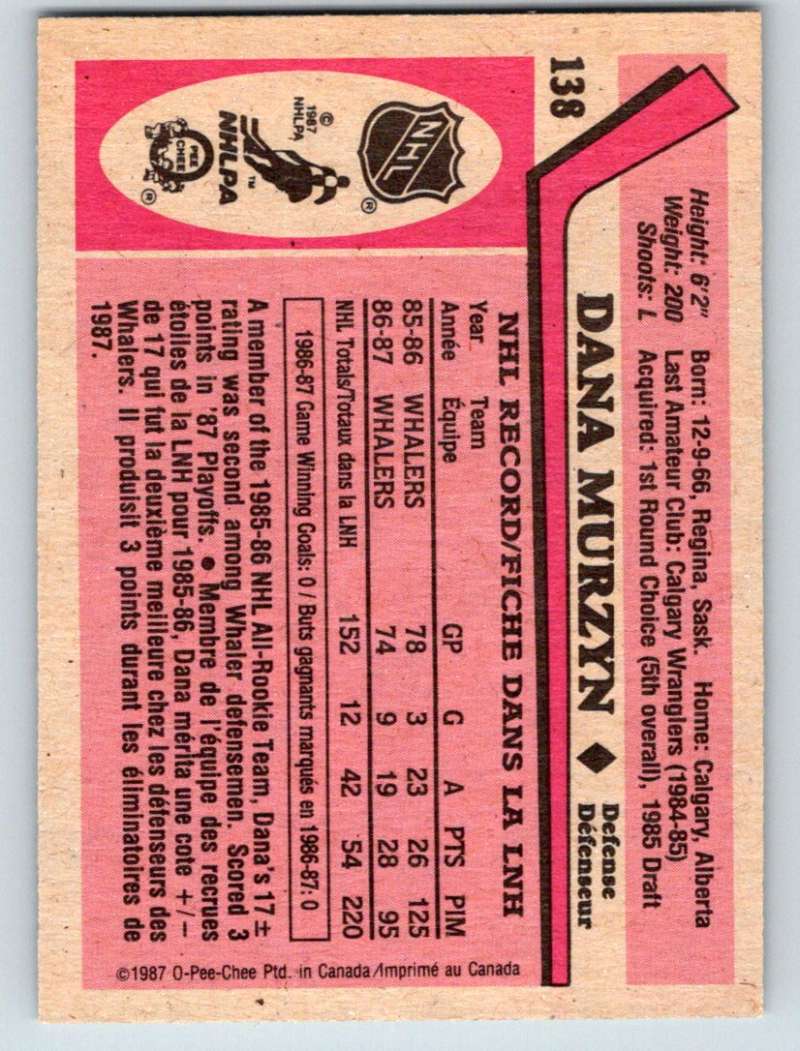 138
Height: 6'2"
Weight: 200
Shoots: L
Born: 12-9-66, Regina, Sask. Home: Calgary, Alberta
Last Amateur Club: Calgary Wranglers (1984-85)
Acquired: 1st Round Choice (5th overall), 1985 Draft
DANA MURZYN ◆ Defense
Défenseur
NHL
®
© 1987 NHLPA
NHLPA
™
O PEE CHEE
®
NHL RECORD/FICHE DANS LA LNH
Year Team
Année Équipe GP G A PTS PIM
85-86 WHALERS 78 3 23 26 125
86-87 WHALERS 74 9 19 28 95
NHL Totals/Totaux dans la LNH 152 12 42 54 220
1986-87 Game Winning Goals: 0 / Buts gagnants marqués en 1986-87: 0
A member of the 1985-86 NHL All-Rookie Team, Dana's 17 ±
rating was second among Whaler defensemen. Scored 3
points in '87 Playoffs. ● Membre de l'équipe des recrues
étoiles de la LNH pour 1985-86, Dana mérita une cote +/−
de 17 qui fut la deuxième meilleure chez les défenseurs des
Whalers. Il produisit 3 points durant les éliminatoires de
1987.
©1987 O-Pee-Chee Ptd. in Canada/Imprimé au Canada